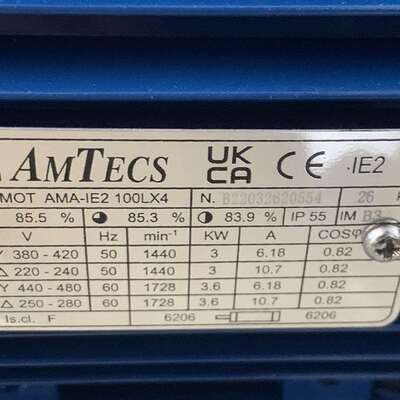 AMTECS UK CA CE .IE2
MOT AMA-IE2 100LX4 N. B22032620554 26
85.5 % 85.3 % 83.9 % IP 55 IM B3
V Hz min⁻¹ KW A COSφ
Y 380 - 420 50 1440 3 6.18 0.82
△ 220 - 240 50 1440 3 10.7 0.82
Y 440 - 480 60 1728 3.6 6.18 0.82
△ 250 - 280 60 1728 3.6 10.7 0.82
Is.cl. F 6206 6206